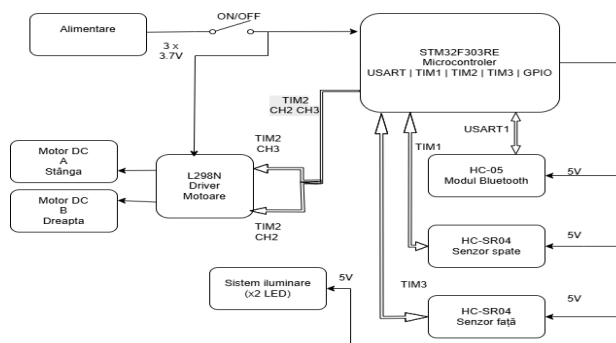 ON/OFF
Alimentare
3 x
3.7V
STM32F303RE
Microcontroler
USART | TIM1 | TIM2 | TIM3 | GPIO
TIM2
CH2 CH3
USART1
TIM2
CH3
TIM1
Motor DC
A
Stânga
L298N
Driver
Motoare
HC-05
Modul Bluetooth
5V
Motor DC
B
Dreapta
TIM2
CH2
HC-SR04
Senzor spate
5V
Sistem iluminare
(x2 LED)
5V
TIM3
HC-SR04
Senzor față
5V